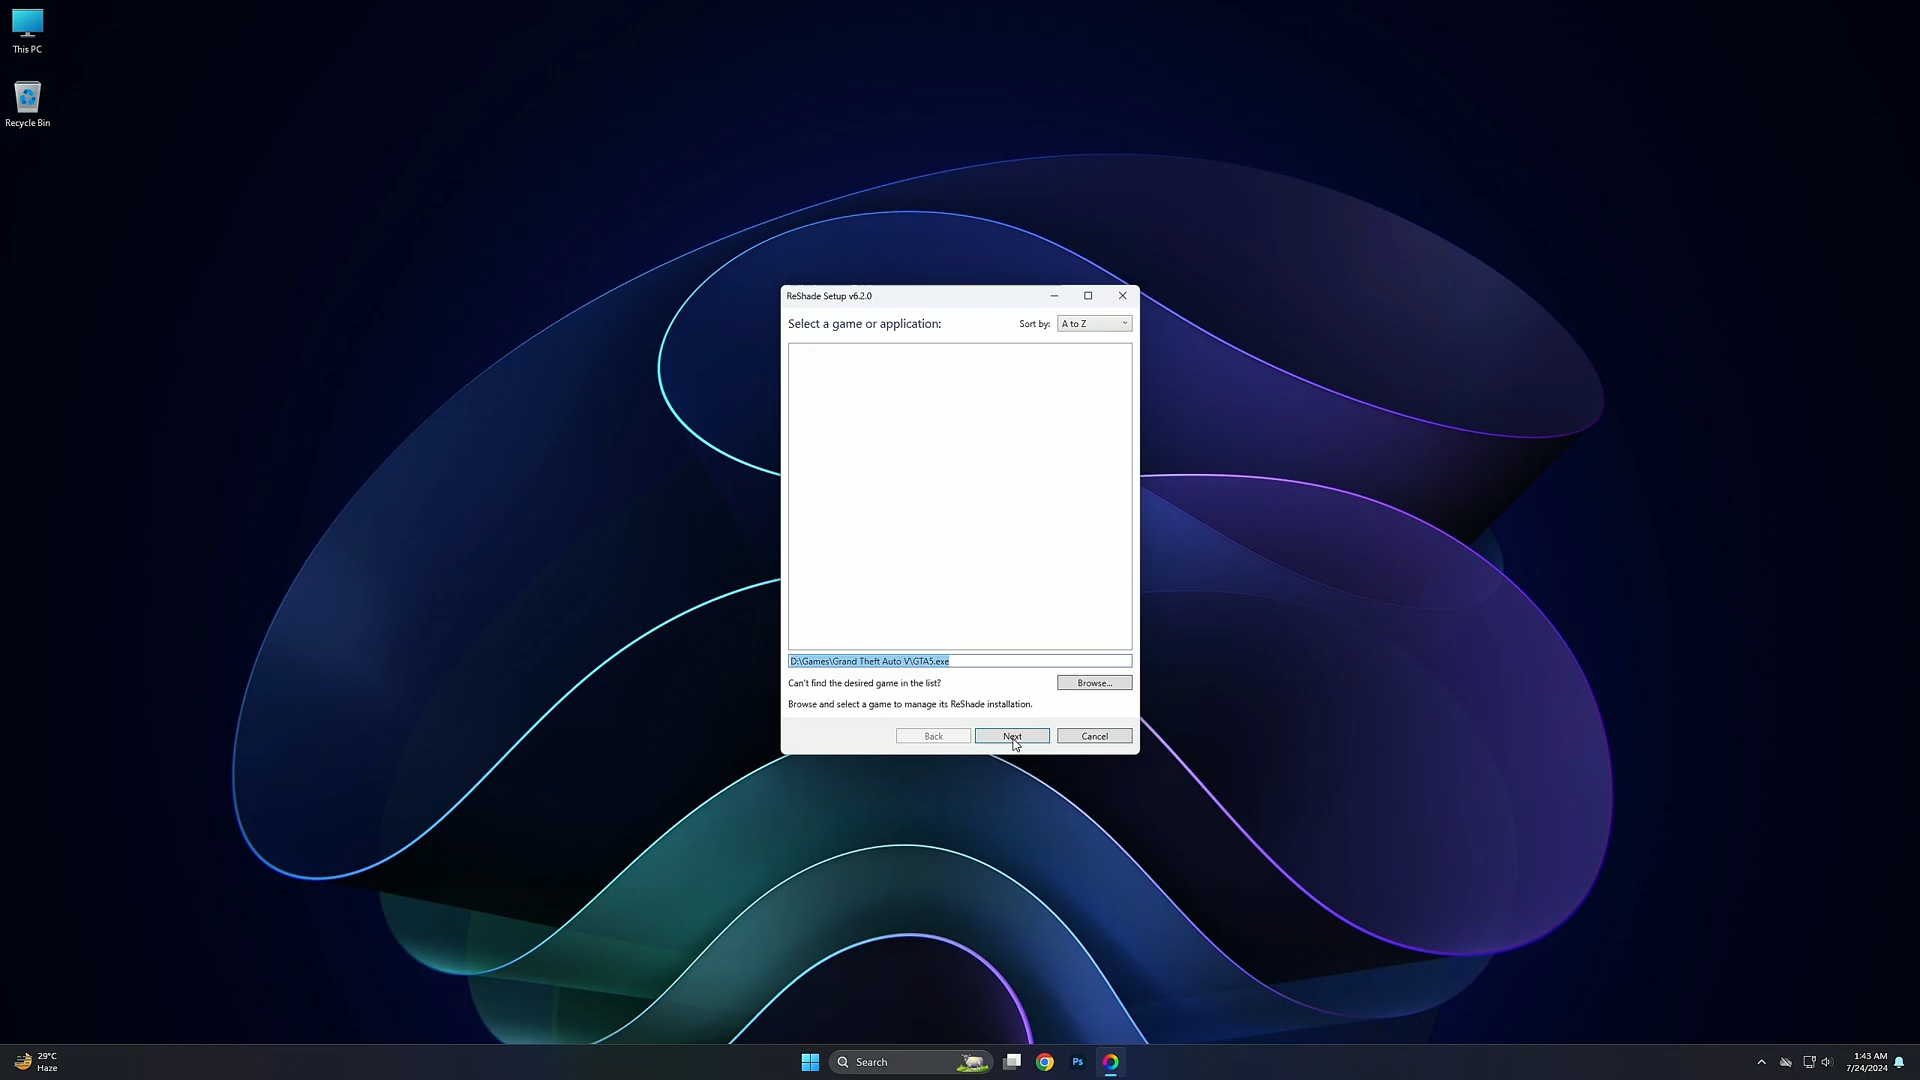 This PC
Recycle Bin
ReShade Setup v6.2.0
Select a game or application:
Sort by:
A to Z
D:\Games\Grand Theft Auto V\GTA5.exe
Can't find the desired game in the list?
Browse...
Browse and select a game to manage its ReShade installation.
Back
Next
Cancel
29°C
Haze
Search
Ps
1:43 AM
7/24/2024